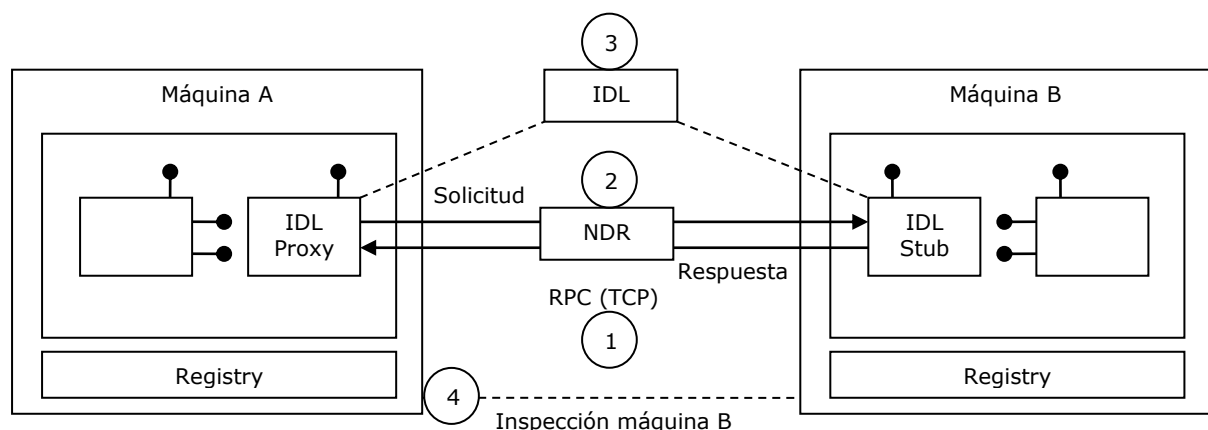 3
Máquina A
IDL
Máquina B
2
Solicitud
IDL
Proxy
NDR
IDL
Stub
Respuesta
RPC (TCP)
1
Registry
Registry
4
Inspección máquina B